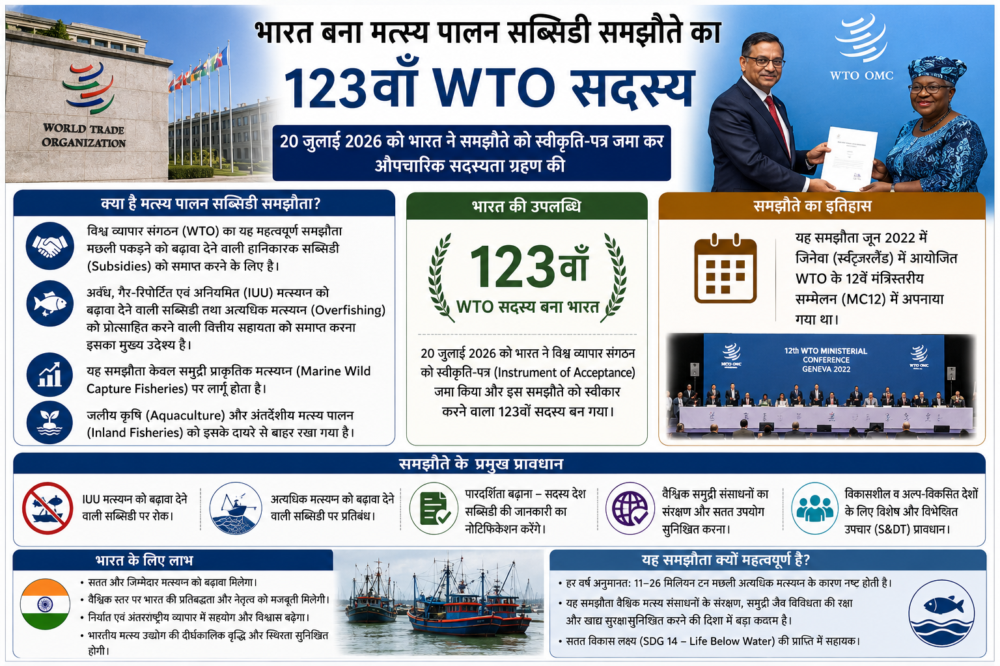 भारत बना मत्स्य पालन सब्सिडी समझौते का
123वाँ WTO सदस्य
20 जुलाई 2026 को भारत ने समझौते को स्वीकृति-पत्र जमा कर
औपचारिक सदस्यता ग्रहण की
WORLD TRADE
ORGANIZATION
WTO OMC
क्या है मत्स्य पालन सब्सिडी समझौता?
विश्व व्यापार संगठन (WTO) का यह महत्वपूर्ण समझौता
मछली पकड़ने को बढ़ावा देने वाली हानिकारक सब्सिडी
(Subsidies) को समाप्त करने के लिए है।
गैर-रिपोर्टित एवं अनियमित (IUU) मत्स्यग्न को
बढ़ावा देने वाली सब्सिडी तथा अत्यधिक मत्स्यग्न (Overfishing)
को प्रोत्साहित करने वाली वित्तीय सहायता को समाप्त करना
इसका मुख्य उदेश्य है।
यह समझौता केवल समुद्री प्राकृतिक (Marine Wild
Capture Fisheries) पर होता है।
जलीय कृषि (Aquaculture) और अंतर्देशीय मत्स्य पालन
(Inland Fisheries) को इसके दायरे से बाहर रखा गया है।
भारत की उपलब्धि
123वाँ
WTO सदस्य बना भारत
20 जुलाई 2026 को भारत ने विश्व व्यापार संगठन
को स्वीकृति-पत्र (Instrument of Acceptance)
जमा किया और इस समझौते को स्वीकार
करने वाला 123वाँ सदस्य बन गया।
समझौते का इतिहास
यह समझौता जून 2022 में
जिनेवा में आयोजित
WTO के 12वें मंत्रिस्तरीय
सम्मेलन (MC12) में अपनाया
गया था।
12th WTO MINISTERIAL
CONFERENCE
GENEVA 2022
WTO OMC
समझौते के प्रमुख प्रावधान
IUU मत्स्यग्न को बढ़ावा देने
वाली सब्सिडी पर रोक।
अत्यधिक मत्स्यग्न को बढ़ावा देने
वाली सब्सिडी पर प्रतिबंध।
पारदर्शिता बढ़ाना – सदस्य देश
सब्सिडी की जानकारी का
नोटिफिकेशन करेंगे।
वैश्विक समुद्री संसाधनों का
संरक्षण और सतत उपयोग
सुनिश्चित करना।
विकासशील व अल्प-विकसित देशों
के लिए विशेष और
उपचार (S&DT) प्रावधान।
भारत के लिए लाभ
• सतत और जिम्मेदार मत्स्यग्न को बढ़ावा मिलेगा।
• वैश्विक स्तर पर भारत की प्रतिबद्धता और नेतृत्व को मजबूती मिलेगी।
• निर्यात एवं अंतरराष्ट्रीय व्यापार में सहयोग और विश्वास बढ़ेगा।
• भारतीय मत्स्य उद्योग की दीर्घकालिक वृद्धि और स्थिरता सुनिश्चित
होगी।
यह समझौता क्यों महत्वपूर्ण है?
• हर वर्ष अनुमानत: 11–26 मिलियन टन मछली अत्यधिक मत्स्यग्न के कारण नष्ट होती है।
• यह समझौता वैश्विक मत्स्य संसाधनों के संरक्षण, समुद्री जैव विविधता की रक्षा
और खाद्य सुरक्षा सुनिश्चित करने की दिशा में बड़ा कदम है।
• सतत विकास लक्ष्य (SDG 14 – Life Below Water) की प्राप्ति में सहायक।